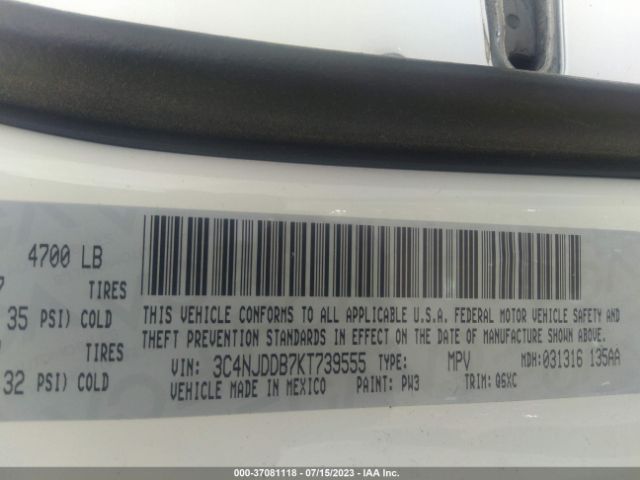 4700 LB
TIRES
35 PSI) COLD
TIRES
32 PSI) COLD
THIS VEHICLE CONFORMS TO ALL APPLICABLE U.S.A. FEDERAL MOTOR VEHICLE SAFETY AND
THEFT PREVENTION STANDARDS IN EFFECT ON THE DATE OF MANUFACTURE SHOWN ABOVE.
VIN: 3C4NJDDB7KT739555 TYPE: MPV MDH: 031316 135AA
VEHICLE MADE IN MEXICO PAINT: PW3 TRIM: Q6XC
000-37081118 - 07/15/2023 - IAA Inc.